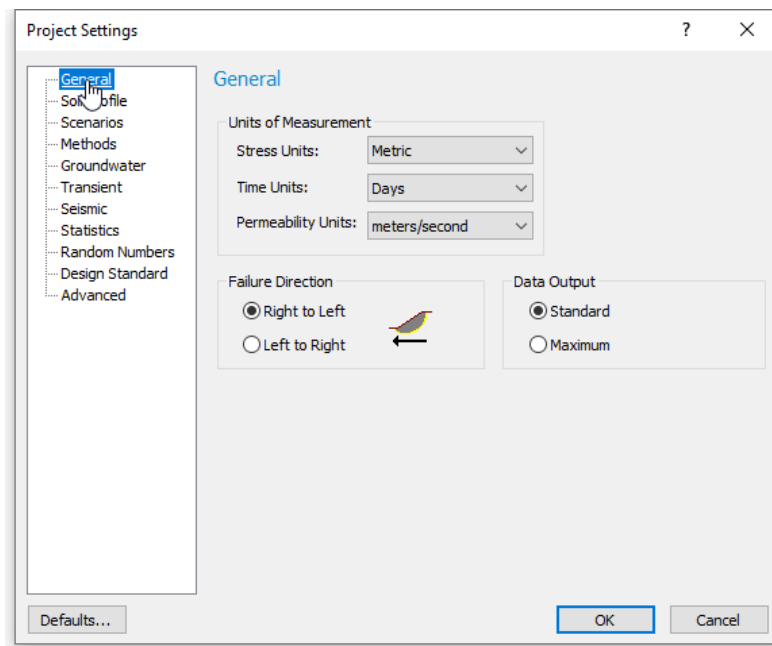 Project Settings
?
General
Soil Profile
Scenarios
Methods
Groundwater
Transient
Seismic
Statistics
Random Numbers
Design Standard
Advanced
General
Units of Measurement
Stress Units: Metric
Time Units: Days
Permeability Units: meters/second
Failure Direction
Right to Left
Left to Right
Data Output
Standard
Maximum
Defaults...
OK
Cancel